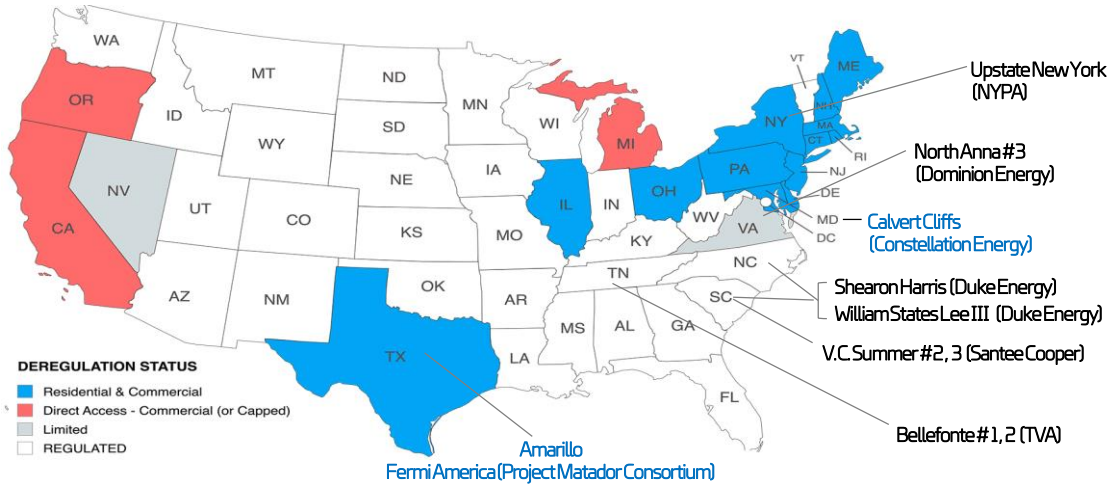 WA
MT
ND
MN
VT
ME
Upstate New York
(NYPA)
OR
ID
SD
WI
MI
NY
NH
MA
CT
RI
WY
NE
IA
PA
NJ
North Anna #3
(Dominion Energy)
NV
UT
CO
IL
IN
OH
DE
MD
DC
Calvert Cliffs
(Constellation Energy)
CA
KS
MO
KY
WV
VA
AZ
NM
OK
AR
TN
NC
SC
Shearon Harris (Duke Energy)
William States Lee III (Duke Energy)
MS
AL
GA
V.C. Summer #2, 3 (Santee Cooper)
TX
LA
FL
Bellefonte #1, 2 (TVA)
DEREGULATION STATUS
Residential & Commercial
Direct Access - Commercial (or Capped)
Limited
REGULATED
Amarillo
Fermi America (Project Matador Consortium)